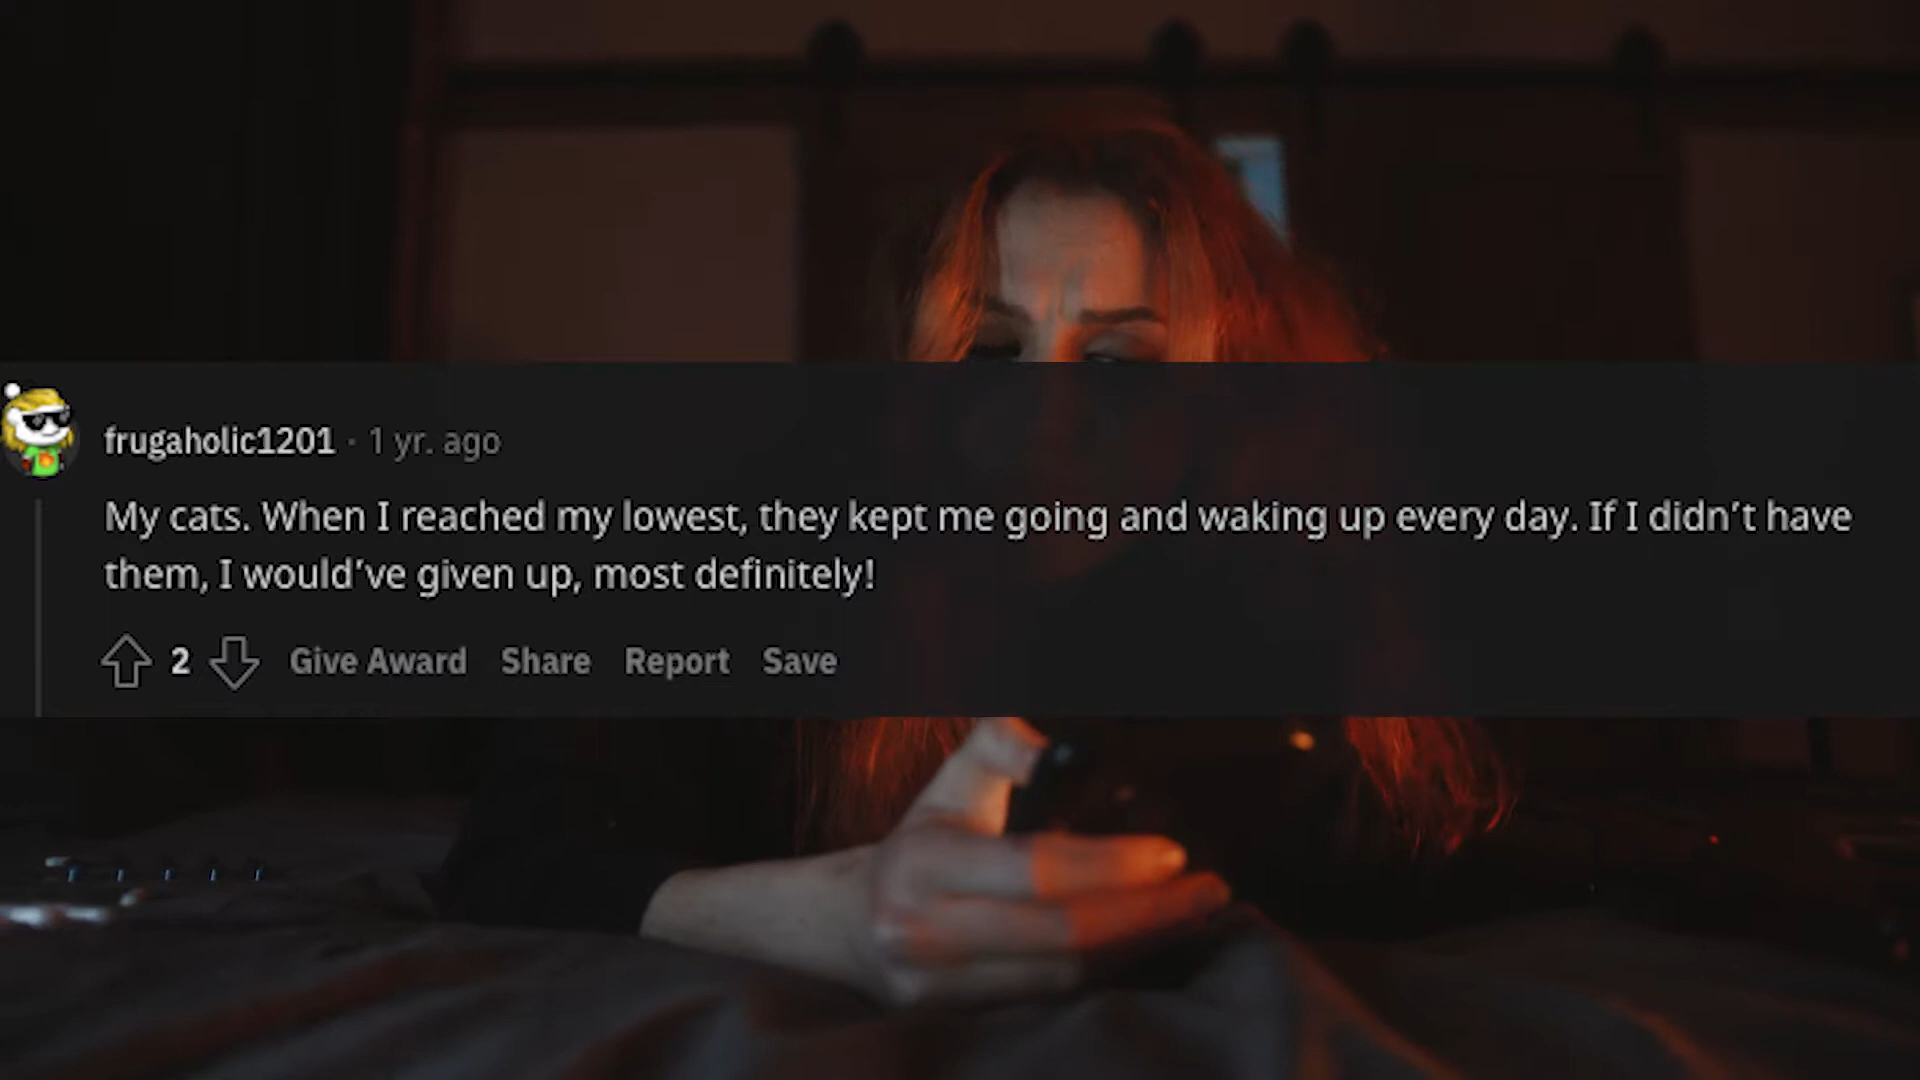 frugaholic1201 · 1 yr. ago
My cats. When I reached my lowest, they kept me going and waking up every day. If I didn’t have
them, I would’ve given up, most definitely!
2 Give Award Share Report Save